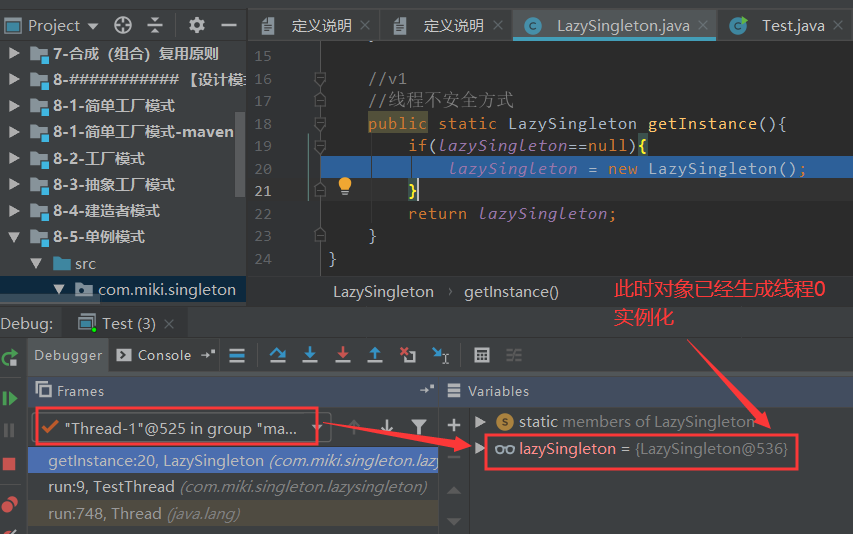 Project
定义说明
定义说明
LazySingleton.java
Test.java
7-合成（组合）复用原则
8-########### 【设计模
8-1-简单工厂模式
8-1-简单工厂模式-maven
8-2-工厂模式
8-3-抽象工厂模式
8-4-建造者模式
8-5-单例模式
src
com.miki.singleton
15
16 //v1
17 //线程不安全方式
18 public static LazySingleton getInstance(){
19 if(lazySingleton==null){
20 lazySingleton = new LazySingleton();
21 }
22 return lazySingleton;
23 }
24 }
LazySingleton › getInstance()
此时对象已经生成线程0
实例化
Debug: Test (3)
Debugger Console
Frames
Variables
"Thread-1"@525 in group "ma...
static members of LazySingleton
getInstance:20, LazySingleton (com.miki.singleton.lazy
lazySingleton = {LazySingleton@536}
run:9, TestThread (com.miki.singleton.lazysingleton)
run:748, Thread (java.lang)